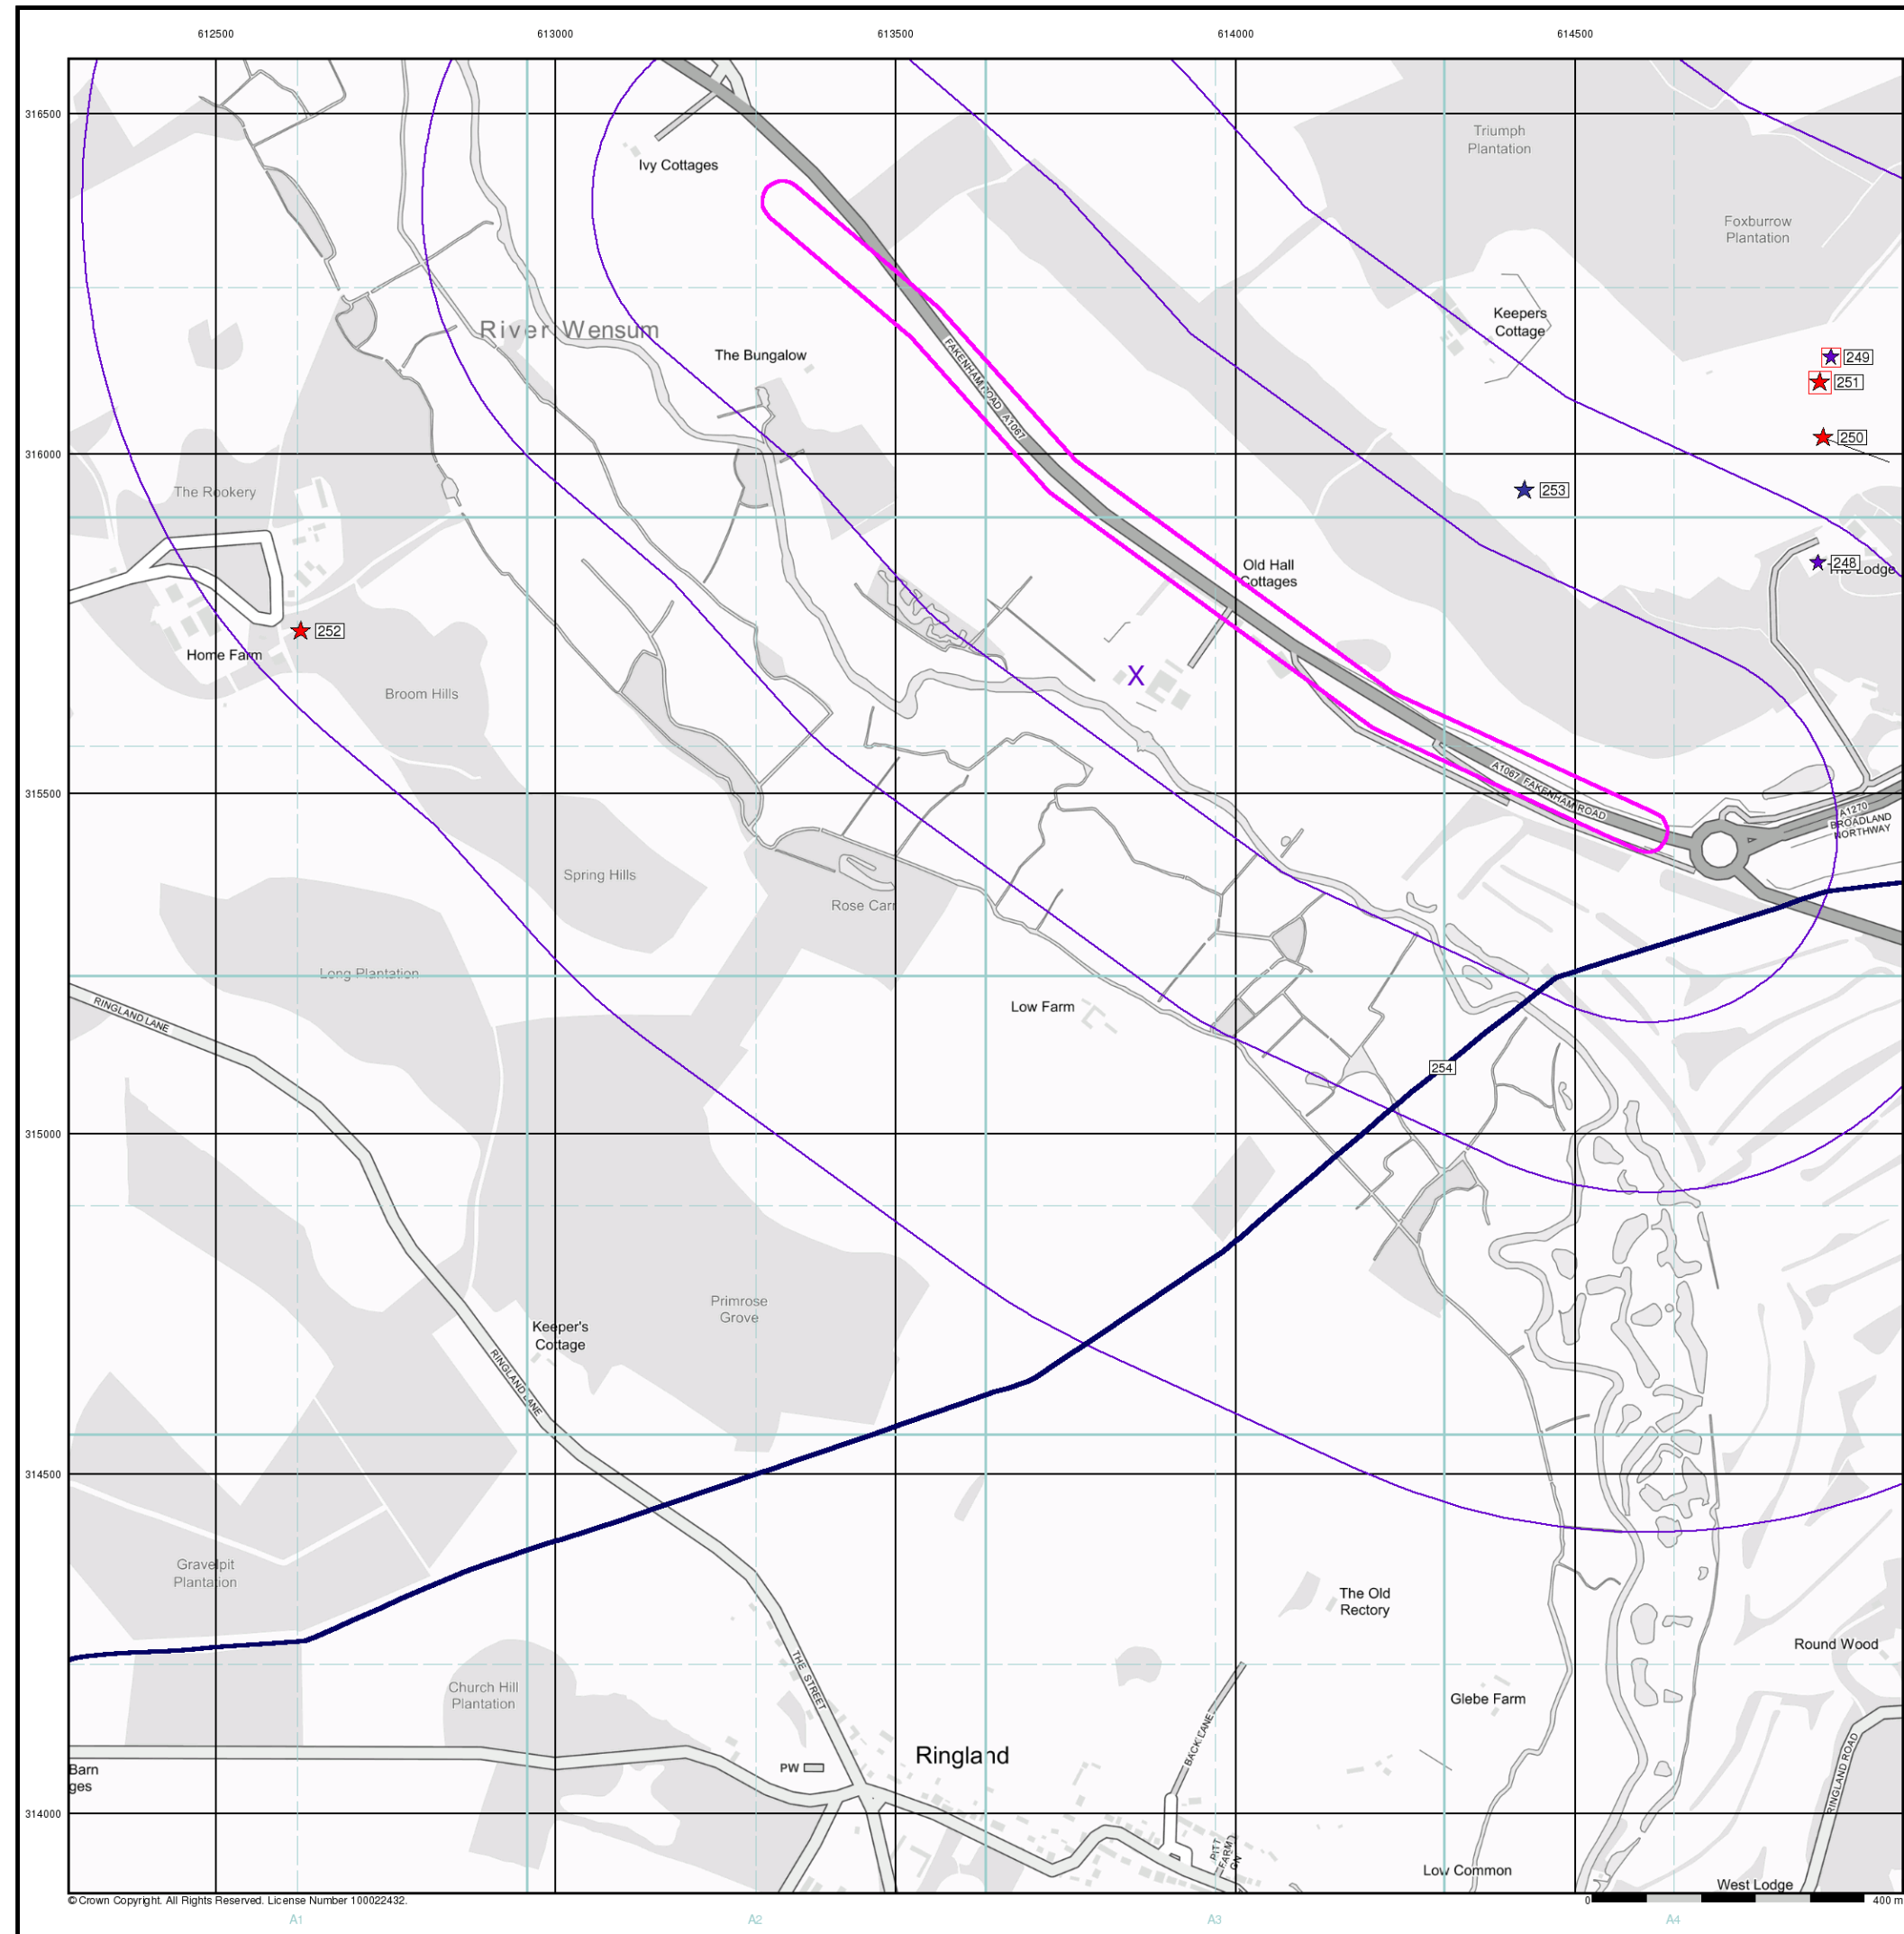 612500 613000 613500 614000 614500
316500
Triumph
Plantation
Ivy Cottages
Foxburrow
Plantation
Keepers
Cottage
River Wensum
The Bungalow
249
251
FAKENHAM ROAD A1067
250
316000
The Rookery
253
Old Hall
Cottages
248
The Lodge
252
Home Farm
X
Broom Hills
315500
A1067 FAKENHAM ROAD
A1270
BROADLAND
NORTHWAY
Spring Hills
Rose Carr
Long Plantation
RINGLAND LANE
Low Farm
254
315000
Primrose
Grove
Keeper's
Cottage
RINGLAND LANE
314500
Gravelpit
Plantation
The Old
Rectory
Round Wood
Church Hill
Plantation
THE STREET
Glebe Farm
BACK LANE
Ringland
PW
Barn
ges
RINGLAND ROAD
314000
PITT
FARM
GN
Low Common
West Lodge
© Crown Copyright. All Rights Reserved. License Number 100022432.
0 400 m
A1 A2 A3 A4